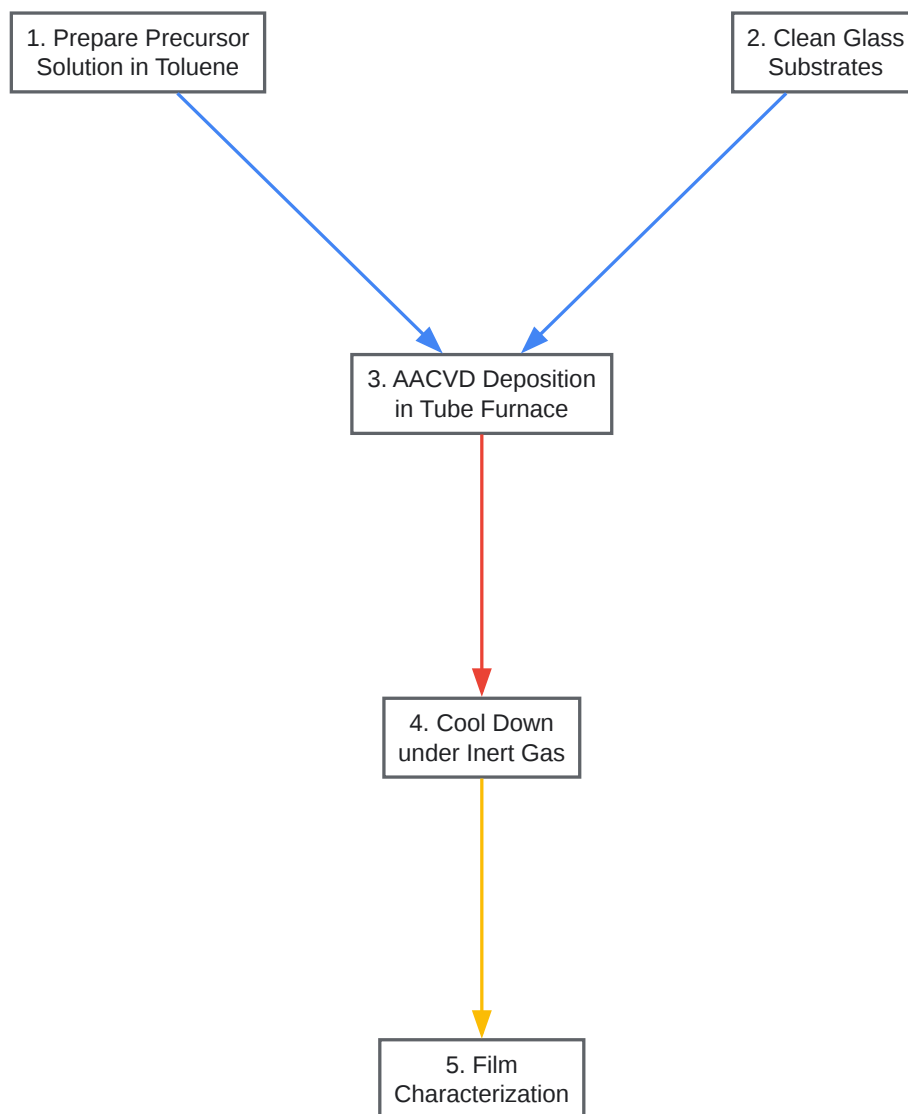 1. Prepare Precursor
Solution in Toluene
2. Clean Glass
Substrates
3. AACVD Deposition
in Tube Furnace
4. Cool Down
under Inert Gas
5. Film
Characterization